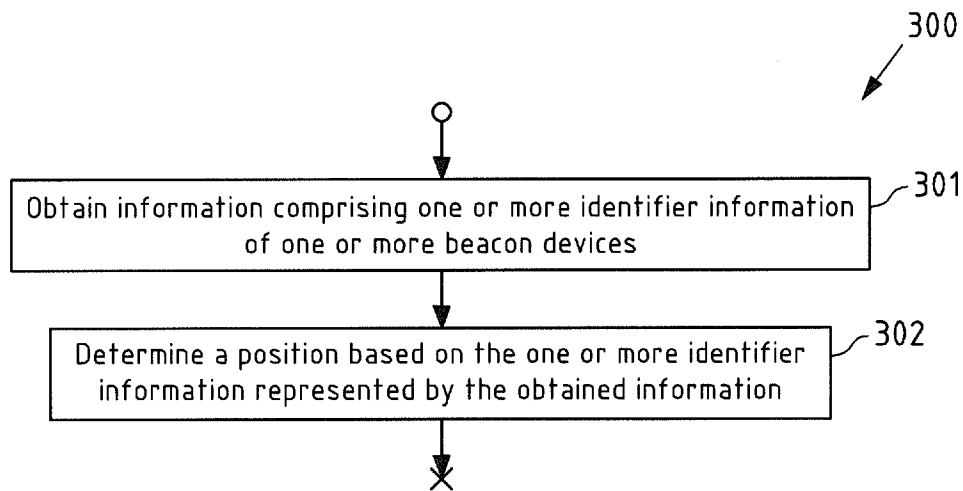 300
Obtain information comprising one or more identifier information
of one or more beacon devices
301
Determine a position based on the one or more identifier
information represented by the obtained information
302